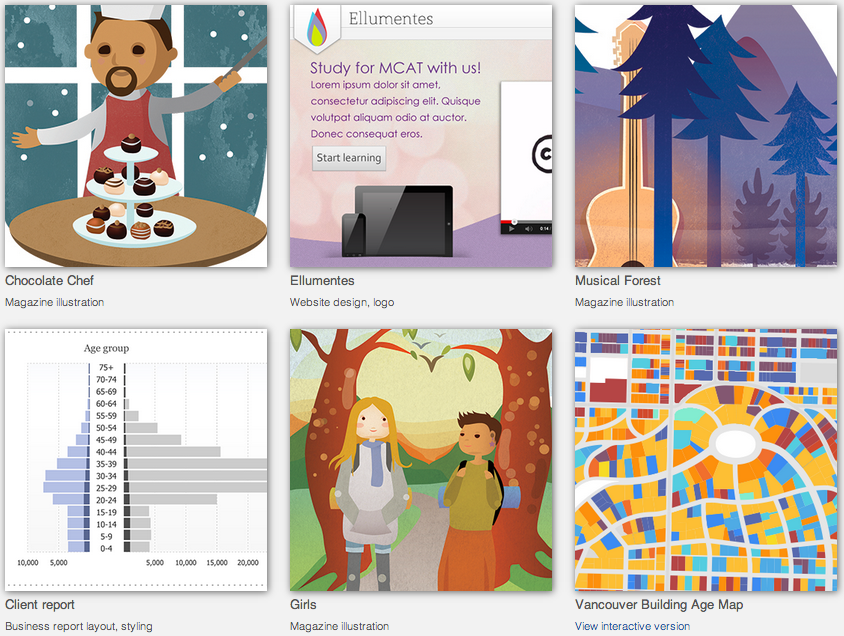 Ellumentes
Study for MCAT with us!
Lorem ipsum dolor sit amet,
consectetur adipiscing elit. Quisque
volutpat aliquam odio at auctor.
Donec consequat eros.
Start learning
0:14
Chocolate Chef
Magazine illustration
Ellumentes
Website design, logo
Musical Forest
Magazine illustration
Age group
75+
70-74
65-69
60-64
55-59
50-54
45-49
40-44
35-39
30-34
25-29
20-24
15-19
10-14
5-9
0-4
10,000 5,000 5,000 10,000 15,000 20,000
Client report
Business report layout, styling
Girls
Magazine illustration
Vancouver Building Age Map
View interactive version